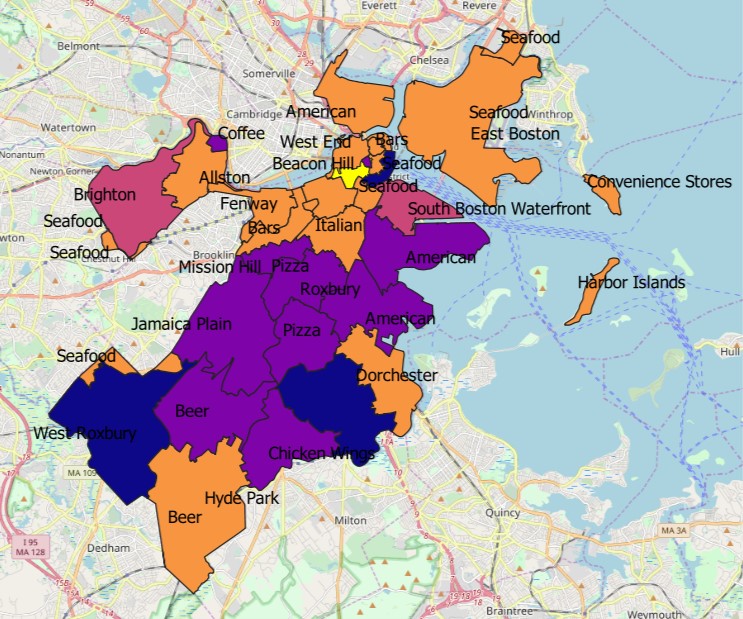 Everett
Revere
Belmont
Seafood
Chelsea
Somerville
American
Seafood
Winthrop
Cambridge
Watertown
Coffee
East Boston
West End
Bars
Nonantum
Beacon Hill
Seafood
Newton Corner
Allston
Seafood
Convenience Stores
Brighton
Fenway
South Boston Waterfront
Seafood
Bars
Italian
Seafood
Chestnut Hill
Brookline
American
Mission Hill
Pizza
Roxbury
Harbor Islands
Jamaica Plain
Pizza
American
Hull
Seafood
Dorchester
Beer
West Roxbury
11A
Chicken Wings
MA 109
Hyde Park
Beer
Milton
Quincy
MA 3A
I 95
MA 128
Dedham
Braintree
Weymouth